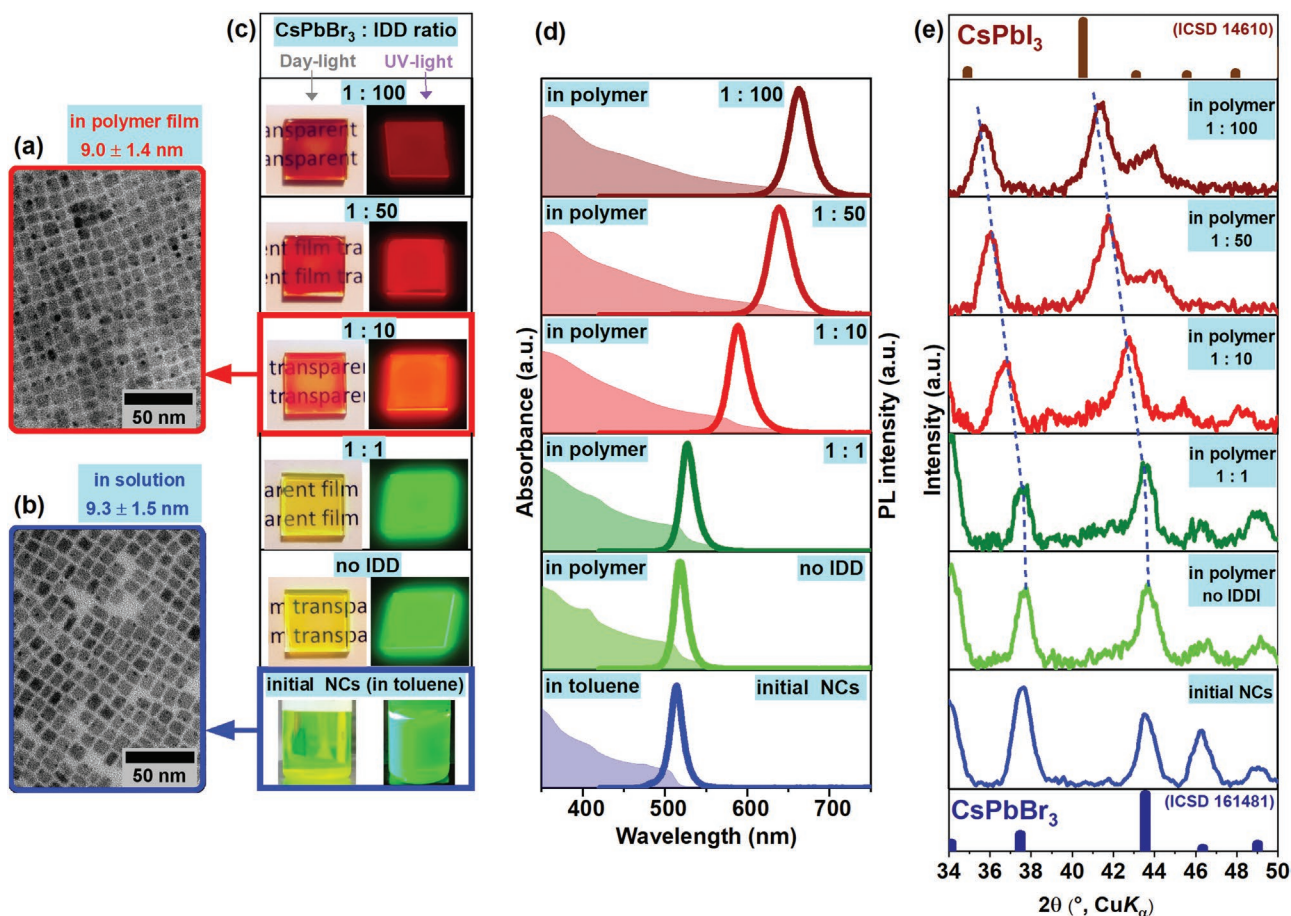 (a)
in polymer film
9.0 ± 1.4 nm
50 nm
(b)
in solution
9.3 ± 1.5 nm
50 nm
(c)
CsPbBr₃ : IDD ratio
Day-light
UV-light
1 : 100
ansparent
ansparent
1 : 50
ent film tra
ent film tra
1 : 10
transparer
transparer
1 : 1
arent film
arent film
no IDD
m transpa
m transpa
initial NCs (in toluene)
(d)
in polymer
1 : 100
in polymer
1 : 50
in polymer
1 : 10
in polymer
1 : 1
in polymer
no IDD
in toluene
initial NCs
Absorbance (a.u.)
PL intensity (a.u.)
400 500 600 700
Wavelength (nm)
(e)
CsPbI₃
(ICSD 14610)
in polymer
1 : 100
in polymer
1 : 50
in polymer
1 : 10
in polymer
1 : 1
in polymer
no IDDI
initial NCs
CsPbBr₃
(ICSD 161481)
Intensity (a.u.)
34 36 38 40 42 44 46 48 50
2θ (°, CuKα)